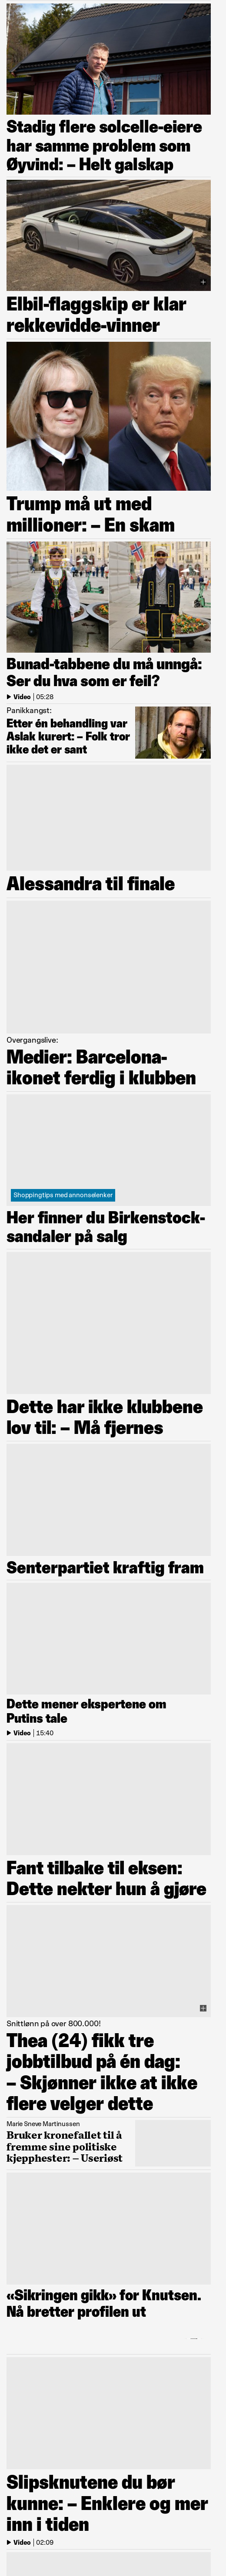 Stadig flere solcelle-eiere
har samme problem som
Øyvind: – Helt galskap
Elbil-flaggskip er klar
rekkevidde-vinner
Trump må ut med
millioner: – En skam
Bunad-tabbene du må unngå:
Ser du hva som er feil?
Video | 05:28
Panikkangst:
Etter én behandling var
Aslak kurert: – Folk tror
ikke det er sant
Alessandra til finale
Overgangslive:
Medier: Barcelona-
ikonet ferdig i klubben
Shoppingtips med annonselenker
Her finner du Birkenstock-
sandaler på salg
Dette har ikke klubbene
lov til: – Må fjernes
Senterpartiet kraftig fram
Dette mener ekspertene om
Putins tale
Video | 15:40
Fant tilbake til eksen:
Dette nekter hun å gjøre
Snittlønn på over 800.000!
Thea (24) fikk tre
jobbtilbud på én dag:
– Skjønner ikke at ikke
flere velger dette
Marie Sneve Martinussen
Bruker kronefallet til å
fremme sine politiske
kjepphester: – Useriøst
«Sikringen gikk» for Knutsen.
Nå bretter profilen ut
Slipsknutene du bør
kunne: – Enklere og mer
inn i tiden
Video | 02:09